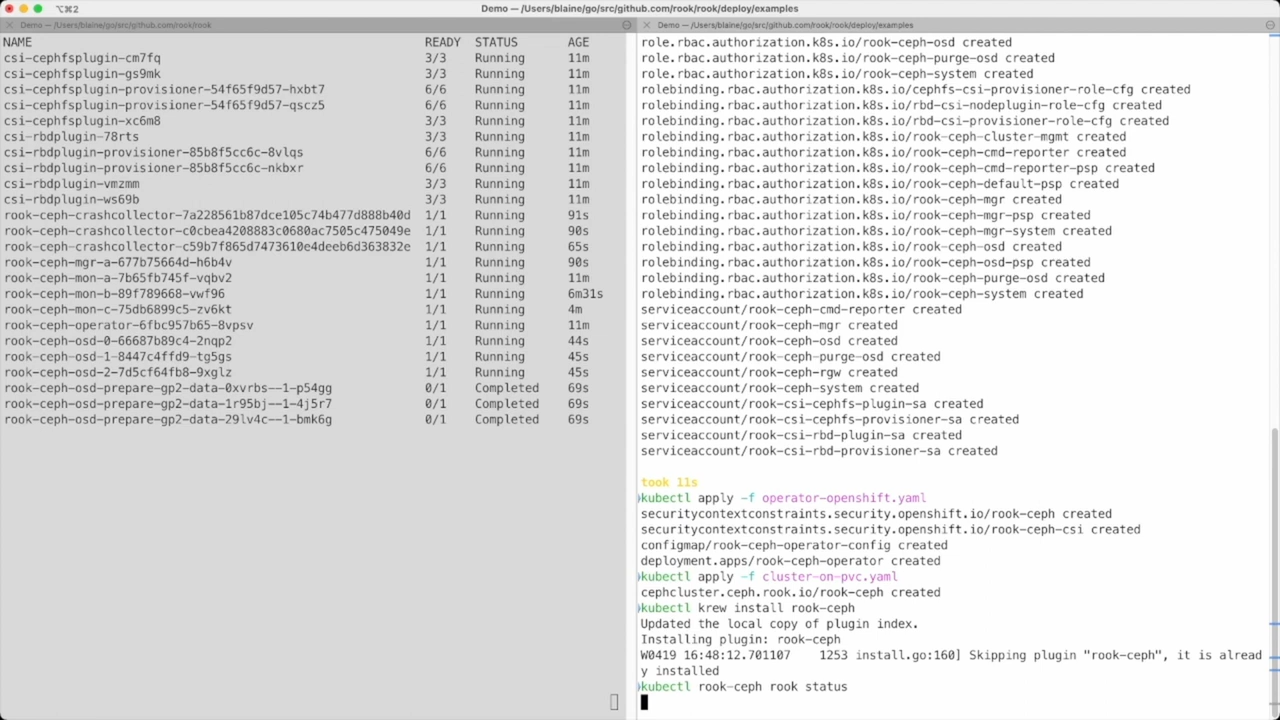 ⌥⌘2
Demo — /Users/blaine/go/src/github.com/rook/rook/deploy/examples
Demo — /Users/blaine/go/src/github.com/rook/rook
NAME READY STATUS AGE
csi-cephfsplugin-cm7fq 3/3 Running 11m
csi-cephfsplugin-gs9mk 3/3 Running 11m
csi-cephfsplugin-provisioner-54f65f9d57-hxbt7 6/6 Running 11m
csi-cephfsplugin-provisioner-54f65f9d57-qscz5 6/6 Running 11m
csi-cephfsplugin-xc6m8 3/3 Running 11m
csi-rbdplugin-78rts 3/3 Running 11m
csi-rbdplugin-provisioner-85b8f5cc6c-8vlqs 6/6 Running 11m
csi-rbdplugin-provisioner-85b8f5cc6c-nkbxr 6/6 Running 11m
csi-rbdplugin-vmzmm 3/3 Running 11m
csi-rbdplugin-ws69b 3/3 Running 11m
rook-ceph-crashcollector-7a228561b87dce105c74b477d888b40d 1/1 Running 91s
rook-ceph-crashcollector-c0cbea4208883c0680ac7505c475049e 1/1 Running 90s
rook-ceph-crashcollector-c59b7f865d7473610e4deeb6d363832e 1/1 Running 65s
rook-ceph-mgr-a-677b75664d-h6b4v 1/1 Running 90s
rook-ceph-mon-a-7b65fb745f-vqbv2 1/1 Running 11m
rook-ceph-mon-b-89f789668-vwf96 1/1 Running 6m31s
rook-ceph-mon-c-75db6899c5-zv6kt 1/1 Running 4m
rook-ceph-operator-6fbc957b65-8vpsv 1/1 Running 11m
rook-ceph-osd-0-66687b89c4-2nqp2 1/1 Running 44s
rook-ceph-osd-1-8447c4ffd9-tg5gs 1/1 Running 45s
rook-ceph-osd-2-7d5cf64fb8-9xglz 1/1 Running 45s
rook-ceph-osd-prepare-gp2-data-0xvrbs--1-p54gg 0/1 Completed 69s
rook-ceph-osd-prepare-gp2-data-1r95bj--1-4j5r7 0/1 Completed 69s
rook-ceph-osd-prepare-gp2-data-29lv4c--1-bmk6g 0/1 Completed 69s
Demo — /Users/blaine/go/src/github.com/rook/rook/deploy/examples
role.rbac.authorization.k8s.io/rook-ceph-osd created
role.rbac.authorization.k8s.io/rook-ceph-purge-osd created
role.rbac.authorization.k8s.io/rook-ceph-system created
rolebinding.rbac.authorization.k8s.io/cephfs-csi-provisioner-role-cfg created
rolebinding.rbac.authorization.k8s.io/rbd-csi-nodeplugin-role-cfg created
rolebinding.rbac.authorization.k8s.io/rbd-csi-provisioner-role-cfg created
rolebinding.rbac.authorization.k8s.io/rook-ceph-cluster-mgmt created
rolebinding.rbac.authorization.k8s.io/rook-ceph-cmd-reporter created
rolebinding.rbac.authorization.k8s.io/rook-ceph-cmd-reporter-psp created
rolebinding.rbac.authorization.k8s.io/rook-ceph-default-psp created
rolebinding.rbac.authorization.k8s.io/rook-ceph-mgr created
rolebinding.rbac.authorization.k8s.io/rook-ceph-mgr-psp created
rolebinding.rbac.authorization.k8s.io/rook-ceph-mgr-system created
rolebinding.rbac.authorization.k8s.io/rook-ceph-osd created
rolebinding.rbac.authorization.k8s.io/rook-ceph-osd-psp created
rolebinding.rbac.authorization.k8s.io/rook-ceph-purge-osd created
rolebinding.rbac.authorization.k8s.io/rook-ceph-system created
serviceaccount/rook-ceph-cmd-reporter created
serviceaccount/rook-ceph-mgr created
serviceaccount/rook-ceph-osd created
serviceaccount/rook-ceph-purge-osd created
serviceaccount/rook-ceph-rgw created
serviceaccount/rook-ceph-system created
serviceaccount/rook-csi-cephfs-plugin-sa created
serviceaccount/rook-csi-cephfs-provisioner-sa created
serviceaccount/rook-csi-rbd-plugin-sa created
serviceaccount/rook-csi-rbd-provisioner-sa created
took 11s
❯kubectl apply -f operator-openshift.yaml
securitycontextconstraints.security.openshift.io/rook-ceph created
securitycontextconstraints.security.openshift.io/rook-ceph-csi created
configmap/rook-ceph-operator-config created
deployment.apps/rook-ceph-operator created
❯kubectl apply -f cluster-on-pvc.yaml
cephcluster.ceph.rook.io/rook-ceph created
❯kubectl krew install rook-ceph
Updated the local copy of plugin index.
Installing plugin: rook-ceph
W0419 16:48:12.701107 1253 install.go:160] Skipping plugin "rook-ceph", it is alread
y installed
❯kubectl rook-ceph rook status